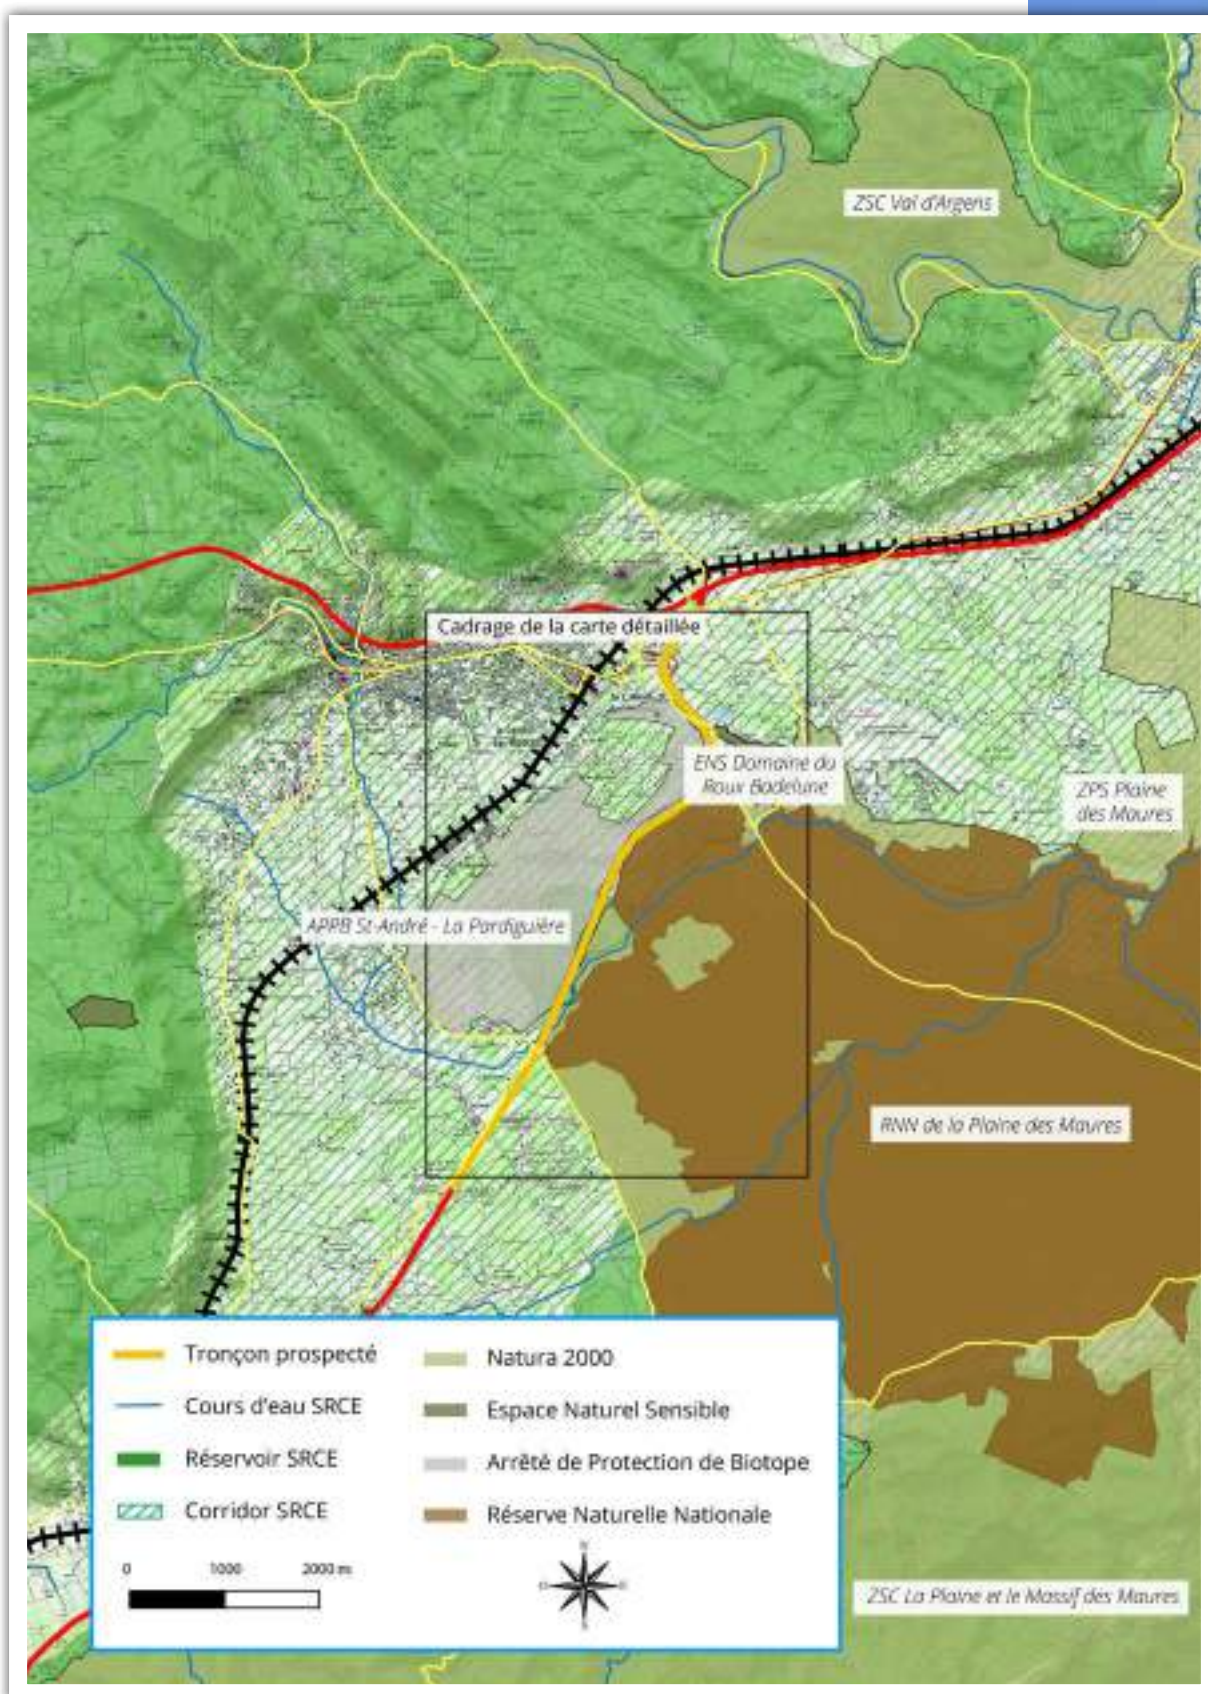 ZSC Val d'Argens
Cadrage de la carte détaillée
ENS Domaine du
Roux Badelune
ZPS Plaine
des Maures
APPB St-André - La Pardiguière
RNN de la Plaine des Maures
Tronçon prospecté
Cours d'eau SRCE
Réservoir SRCE
Corridor SRCE
Natura 2000
Espace Naturel Sensible
Arrêté de Protection de Biotope
Réserve Naturelle Nationale
0 1000 2000 m
N
O E
S
ZSC La Plaine et le Massif des Maures